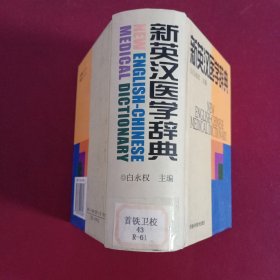 新英汉医学辞典
NEW
ENGLISH-CHINESE
MEDICAL DICTIONARY
白永权 主编
首铁卫校
43
R-61
新英汉医学辞典
NEW
ENGLISH-CHINESE
MEDICAL DICTIONARY